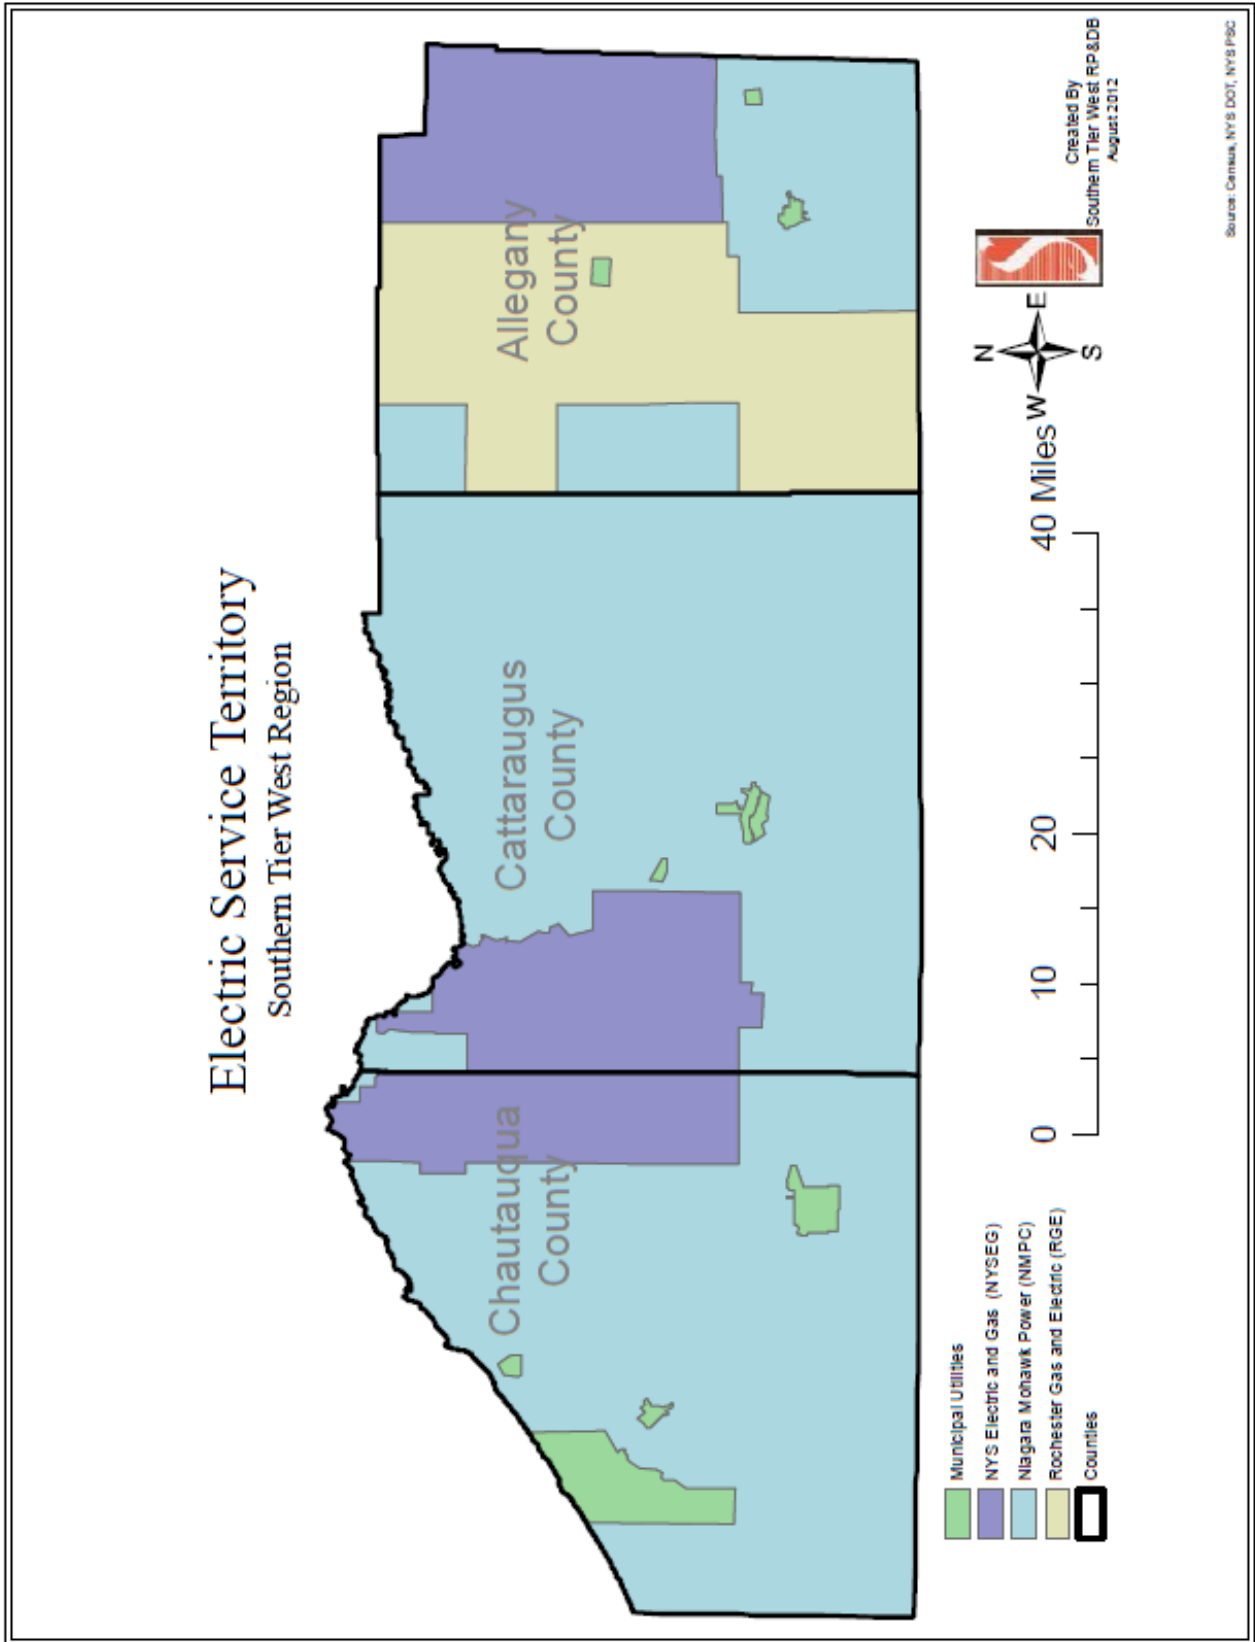 Electric Service Territory
Southern Tier West Region
Chautauqua
County
Cattaraugus
County
Allegany
County
Municipal Utilities
NYS Electric and Gas (NYSEG)
Niagara Mohawk Power (NMPC)
Rochester Gas and Electric (RGE)
Counties
0 10 20 40 Miles
N
W E
S
Created By
Southern Tier West RP&DB
August 2012
Source: Census, NYS DOT, NYS PSC